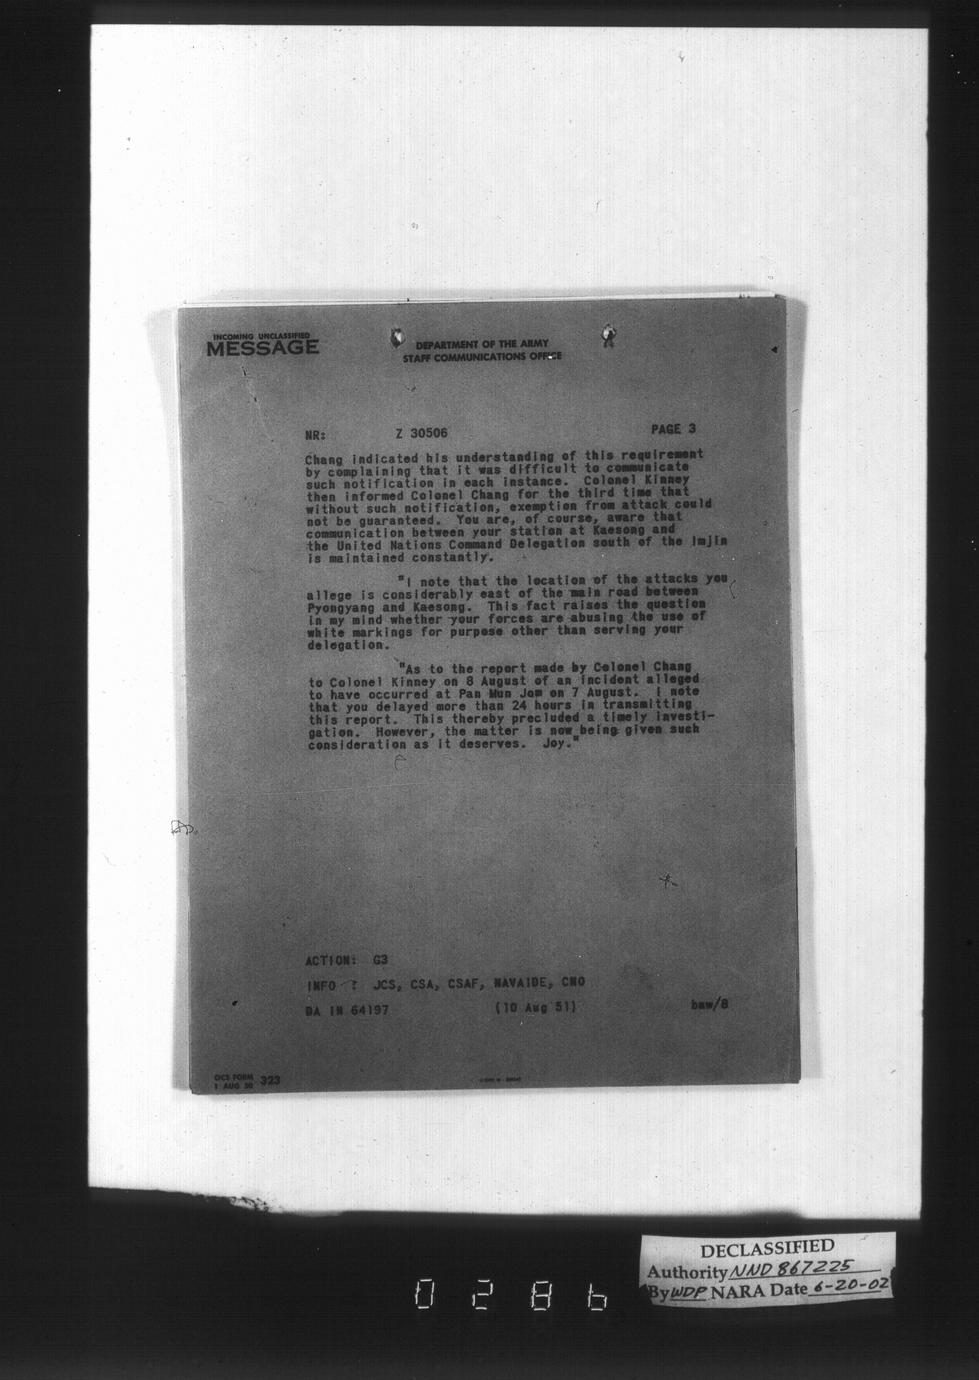 INCOMING UNCLASSIFIED
MESSAGE
DEPARTMENT OF THE ARMY
STAFF COMMUNICATIONS OFFICE
NR: Z 30506 PAGE 3
Chang indicated his understanding of this requirement
by complaining that it was difficult to communicate
such notification in each instance. Colonel Kinney
then informed Colonel Chang for the third time that
without such notification, exemption from attack could
not be guaranteed. You are, of course, aware that
communication between your station at Kaesong and
the United Nations Command Delegation south of the Imjin
is maintained constantly.
"I note that the location of the attacks you
allege is considerably east of the main road between
Pyongyang and Kaesong. This fact raises the question
in my mind whether your forces are abusing the use of
white markings for purpose other than serving your
delegation.
"As to the report made by Colonel Chang
to Colonel Kinney on 8 August of an incident alleged
to have occurred at Pan Mun Jom on 7 August. I note
that you delayed more than 24 hours in transmitting
this report. This thereby precluded a timely investi-
gation. However, the matter is now being given such
consideration as it deserves. Joy."
ACTION: G3
INFO : JCS, CSA, CSAF, NAVAIDE, CNO
DA IN 64197 (10 Aug 51) baw/8
OCS FORM
1 AUG 50 323
DECLASSIFIED
Authority NND 867225
By WDP NARA Date 6-20-02
0286